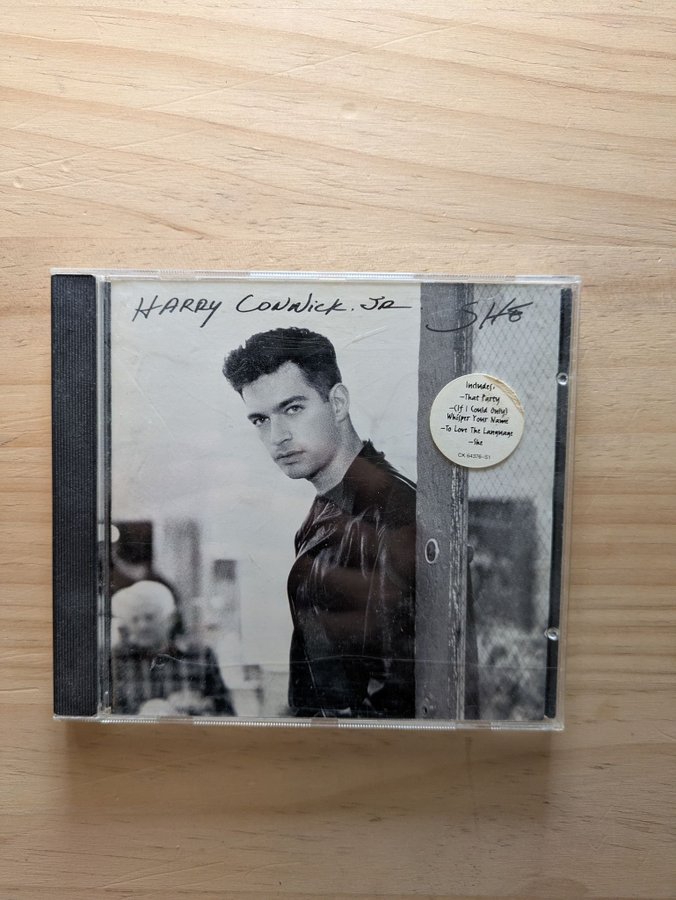 HARRY CONNICK. JR. SHE
Includes:
-That Party
-(If I Could Only)
Whisper Your Name
-To Love The Language
-She
CK 64376-S1